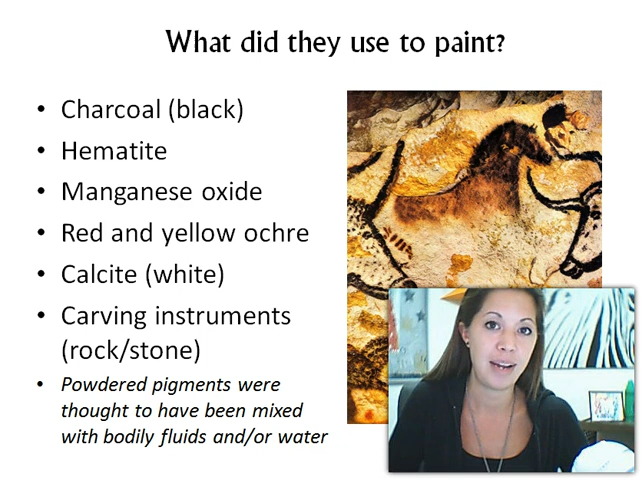 What did they use to paint?
• Charcoal (black)
• Hematite
• Manganese oxide
• Red and yellow ochre
• Calcite (white)
• Carving instruments
(rock/stone)
• Powdered pigments were
thought to have been mixed
with bodily fluids and/or water